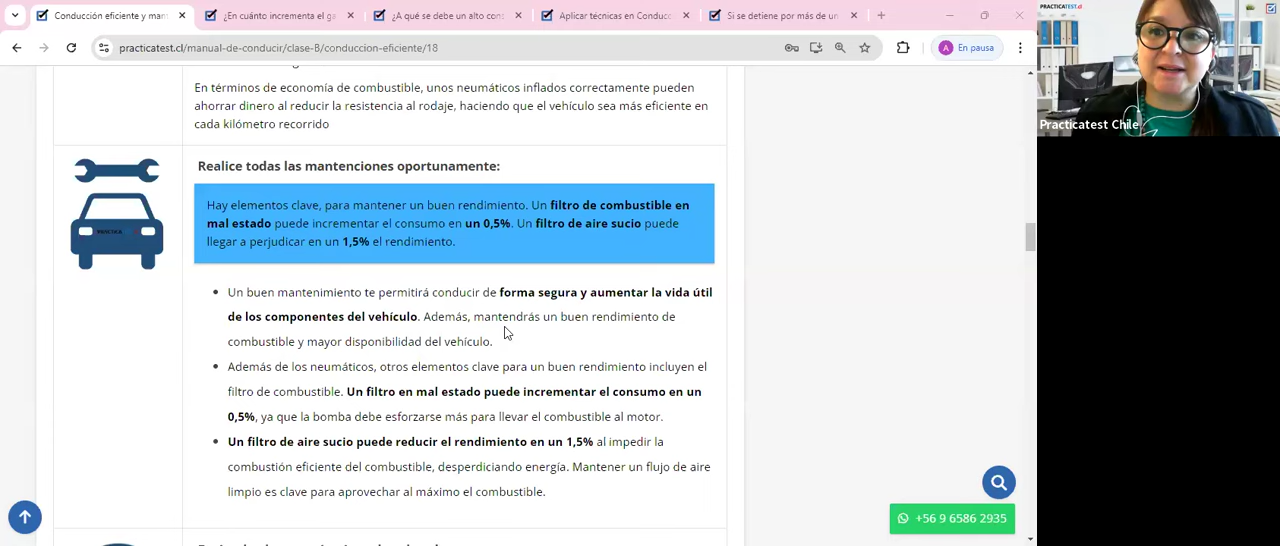 Conducción eficiente y man
¿En cuánto incrementa el ga
¿A qué se debe un alto cont
Aplicar técnicas en Conducc
Si se detiene por más de un
practicatest.cl/manual-de-conducir/clase-B/conduccion-eficiente/18
A
En pausa
PRACTICATEST.cl
Practicatest Chile
En términos de economía de combustible, unos neumáticos inflados correctamente pueden
ahorrar dinero al reducir la resistencia al rodaje, haciendo que el vehículo sea más eficiente en
cada kilómetro recorrido
Realice todas las mantenciones oportunamente:
Hay elementos clave, para mantener un buen rendimiento. Un filtro de combustible en
mal estado puede incrementar el consumo en un 0,5%. Un filtro de aire sucio puede
llegar a perjudicar en un 1,5% el rendimiento.
Un buen mantenimiento te permitirá conducir de forma segura y aumentar la vida útil
de los componentes del vehículo. Además, mantendrás un buen rendimiento de
combustible y mayor disponibilidad del vehículo.
Además de los neumáticos, otros elementos clave para un buen rendimiento incluyen el
filtro de combustible. Un filtro en mal estado puede incrementar el consumo en un
0,5%, ya que la bomba debe esforzarse más para llevar el combustible al motor.
Un filtro de aire sucio puede reducir el rendimiento en un 1,5% al impedir la
combustión eficiente del combustible, desperdiciando energía. Mantener un flujo de aire
limpio es clave para aprovechar al máximo el combustible.
+56 9 6586 2935